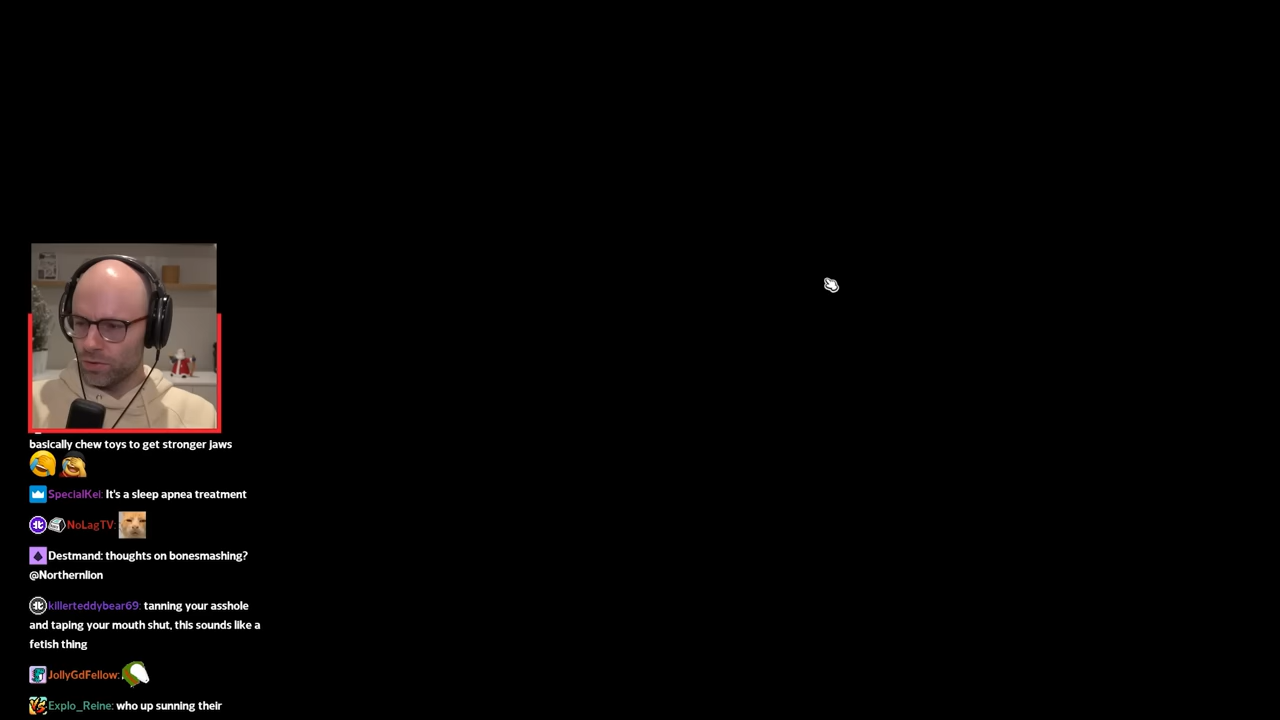 basically chew toys to get stronger jaws
SpecialKei: It's a sleep apnea treatment
NoLagTV:
Destmand: thoughts on bonesmashing?
@Northernlion
killerteddybear69: tanning your asshole
and taping your mouth shut, this sounds like a
fetish thing
JollyGdFellow:
Explo_Reine: who up sunning their